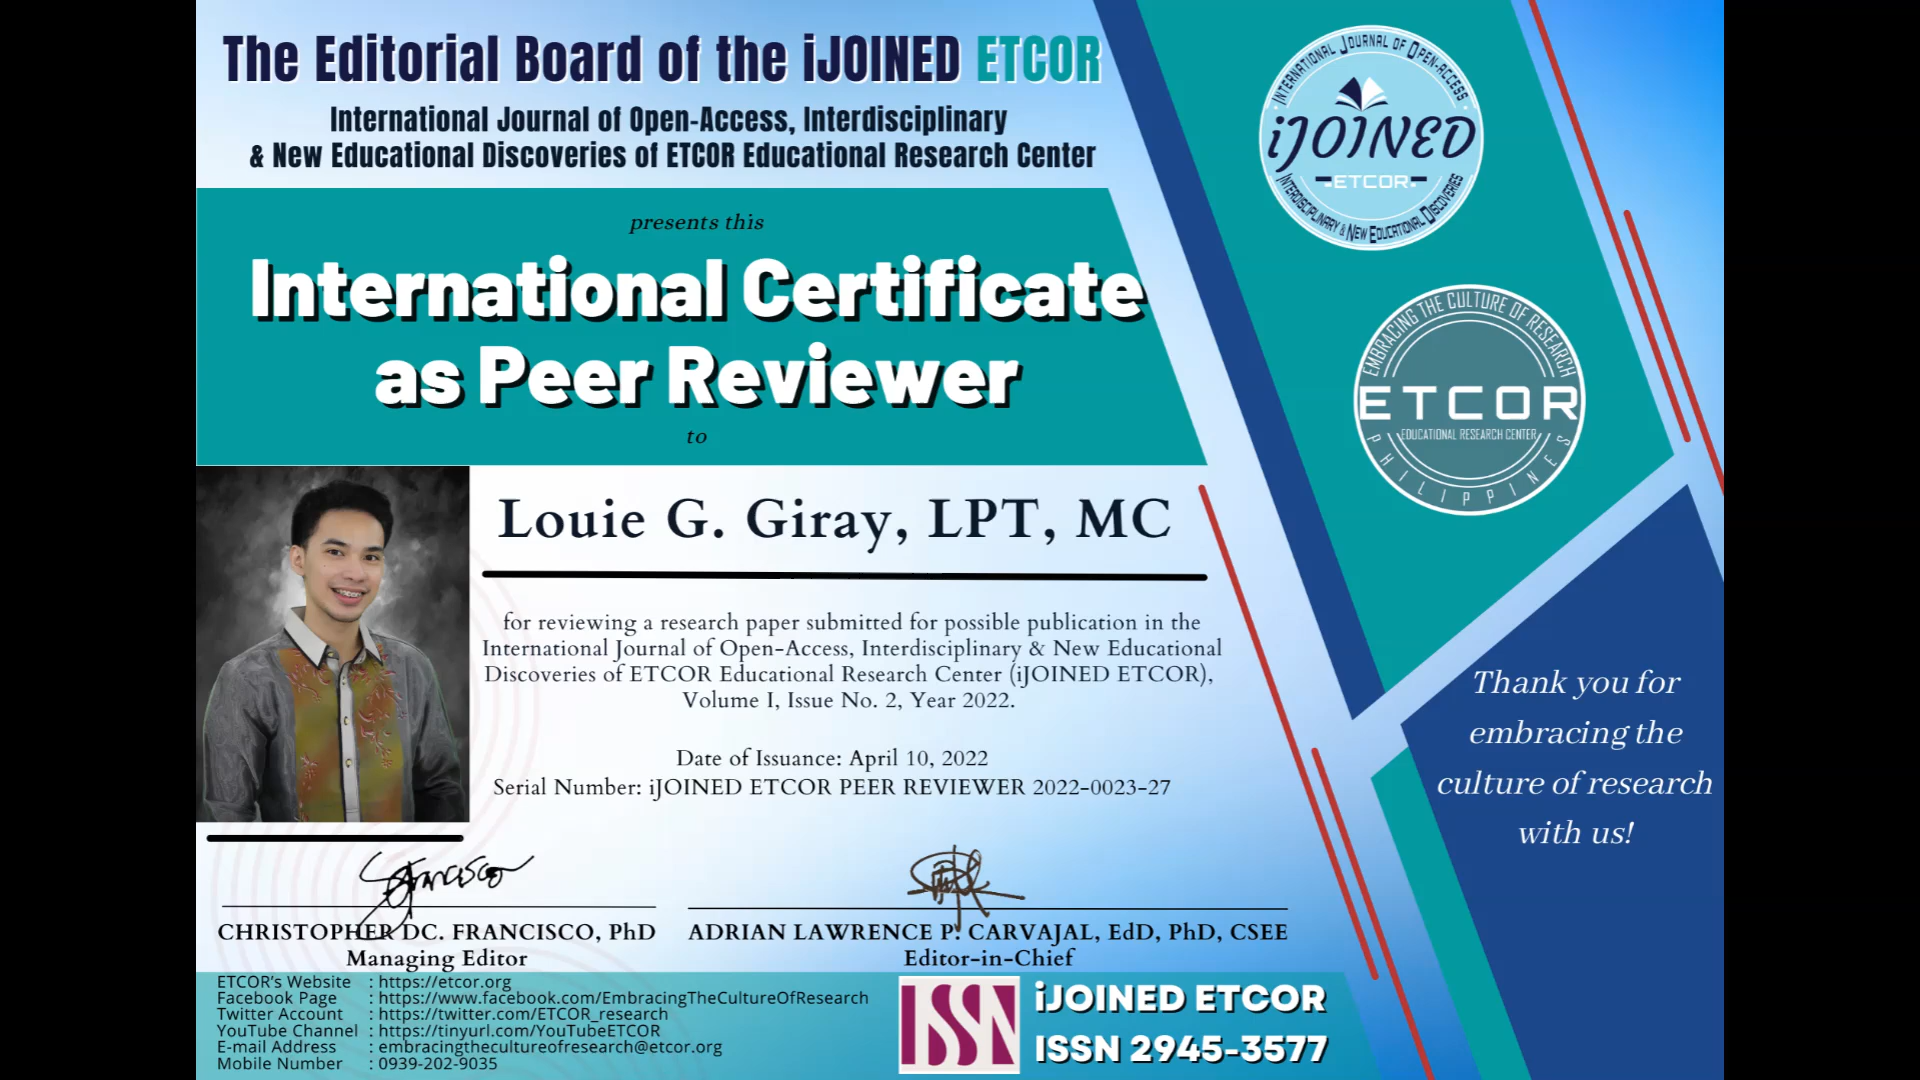 The Editorial Board of the iJOINED ETCOR
International Journal of Open-Access, Interdisciplinary
& New Educational Discoveries of ETCOR Educational Research Center
presents this
International Certificate
as Peer Reviewer
to
Louie G. Giray, LPT, MC
for reviewing a research paper submitted for possible publication in the
International Journal of Open-Access, Interdisciplinary & New Educational
Discoveries of ETCOR Educational Research Center (iJOINED ETCOR),
Volume I, Issue No. 2, Year 2022.
Date of Issuance: April 10, 2022
Serial Number: iJOINED ETCOR PEER REVIEWER 2022-0023-27
CHRISTOPHER DC. FRANCISCO, PhD
Managing Editor
ADRIAN LAWRENCE P. CARVAJAL, EdD, PhD, CSEE
Editor-in-Chief
ETCOR's Website : https://etcor.org
Facebook Page : https://www.facebook.com/EmbracingTheCultureOfResearch
Twitter Account : https://twitter.com/ETCOR_research
YouTube Channel : https://tinyurl.com/YouTubeETCOR
E-mail Address : embracingthecultureofresearch@etcor.org
Mobile Number : 0939-202-9035
ISSN
iJOINED ETCOR
ISSN 2945-3577
INTERNATIONAL JOURNAL OF OPEN-ACCESS
iJOINED
ETCOR
INTERDISCIPLINARY & NEW EDUCATIONAL DISCOVERIES
EMBRACING THE CULTURE OF RESEARCH
ETCOR
EDUCATIONAL RESEARCH CENTER
PHILIPPINES
Thank you for
embracing the
culture of research
with us!